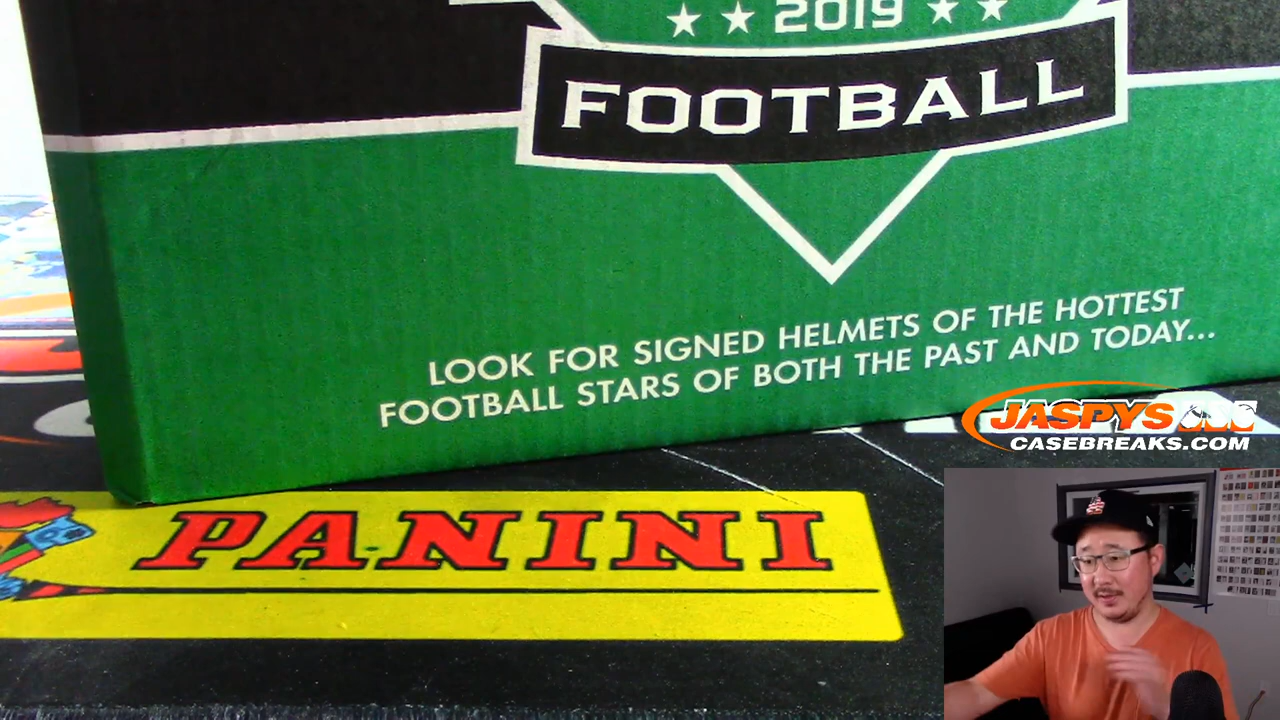 ★ ★ 2019 ★ ★
FOOTBALL
LOOK FOR SIGNED HELMETS OF THE HOTTEST
FOOTBALL STARS OF BOTH THE PAST AND TODAY...
JASPYS
CASEBREAKS.COM
PANINI